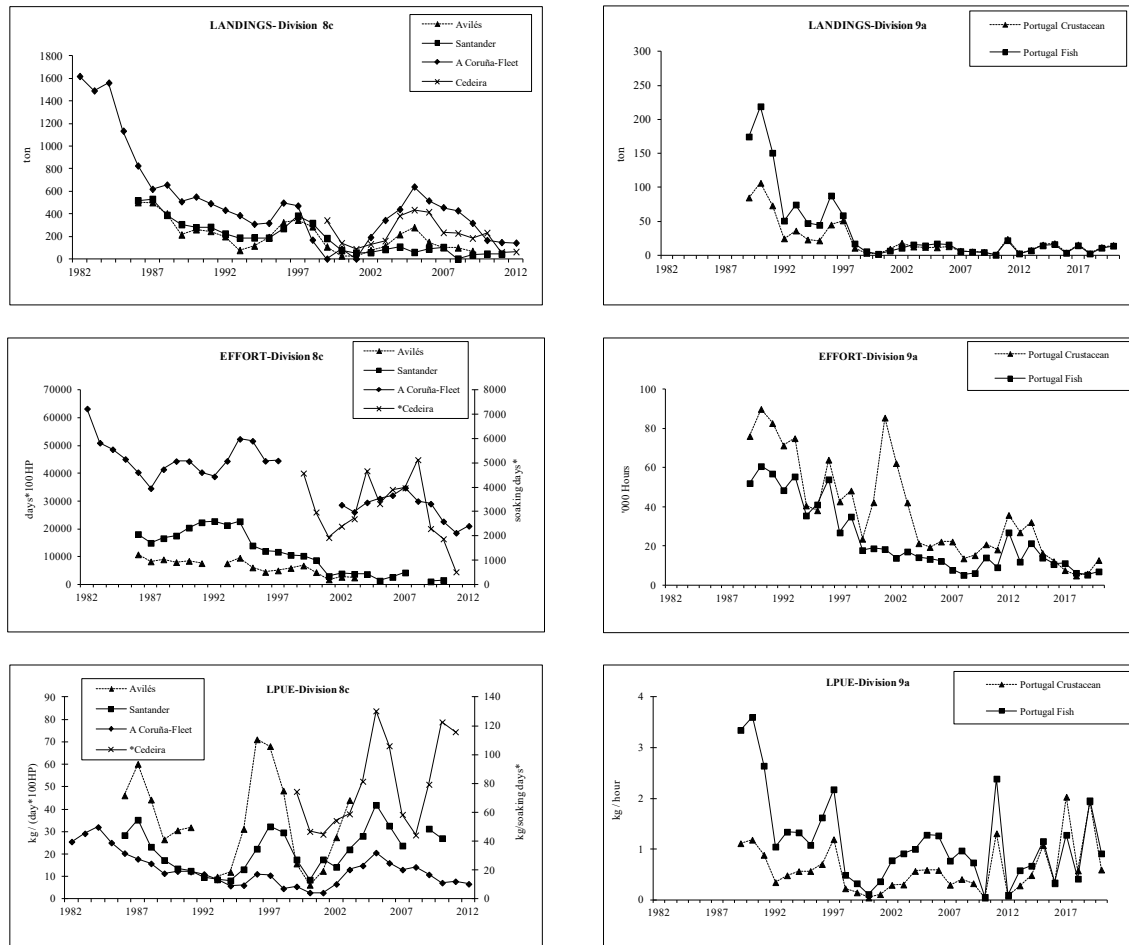 LANDINGS- Division 8c
Avilés
Santander
A Coruña-Fleet
Cedeira
ton
1800
1600
1400
1200
1000
800
600
400
200
0
1982 1987 1992 1997 2002 2007 2012
LANDINGS-Division 9a
Portugal Crustacean
Portugal Fish
ton
300
250
200
150
100
50
0
1982 1987 1992 1997 2002 2007 2012 2017
EFFORT-Division 8c
Avilés
Santander
A Coruña-Fleet
*Cedeira
days*100HP
70000
60000
50000
40000
30000
20000
10000
0
8000
7000
6000
5000
4000
3000
2000
1000
0
soaking days*
1982 1987 1992 1997 2002 2007 2012
EFFORT-Division 9a
Portugal Crustacean
Portugal Fish
'000 Hours
100
80
60
40
20
0
1982 1987 1992 1997 2002 2007 2012 2017
LPUE-Division 8c
Avilés
Santander
A Coruña-Fleet
*Cedeira
kg / (day*100HP)
90
80
70
60
50
40
30
20
10
0
140
120
100
80
60
40
20
0
kg/soaking days*
1982 1987 1992 1997 2002 2007 2012
LPUE-Division 9a
Portugal Crustacean
Portugal Fish
kg / hour
4
3
2
1
0
1982 1987 1992 1997 2002 2007 2012 2017